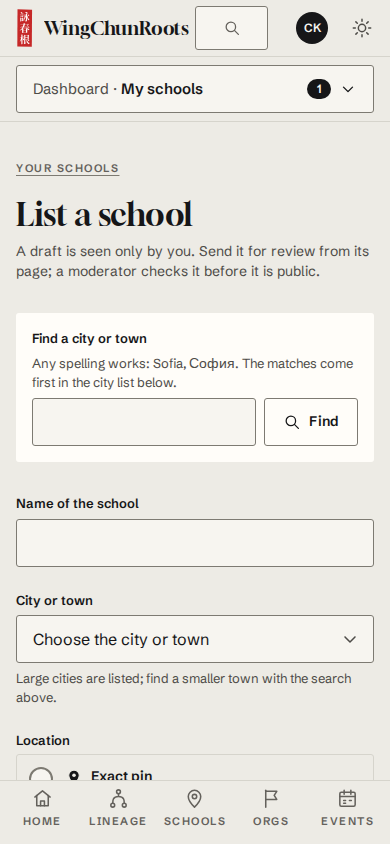 詠春根
WingChunRoots
CK
Dashboard · My schools
1
YOUR SCHOOLS
List a school
A draft is seen only by you. Send it for review from its
page; a moderator checks it before it is public.
Find a city or town
Any spelling works: Sofia, София. The matches come
first in the city list below.
Find
Name of the school
City or town
Choose the city or town
Large cities are listed; find a smaller town with the search
above.
Location
Exact pin
HOME
LINEAGE
SCHOOLS
ORGS
EVENTS